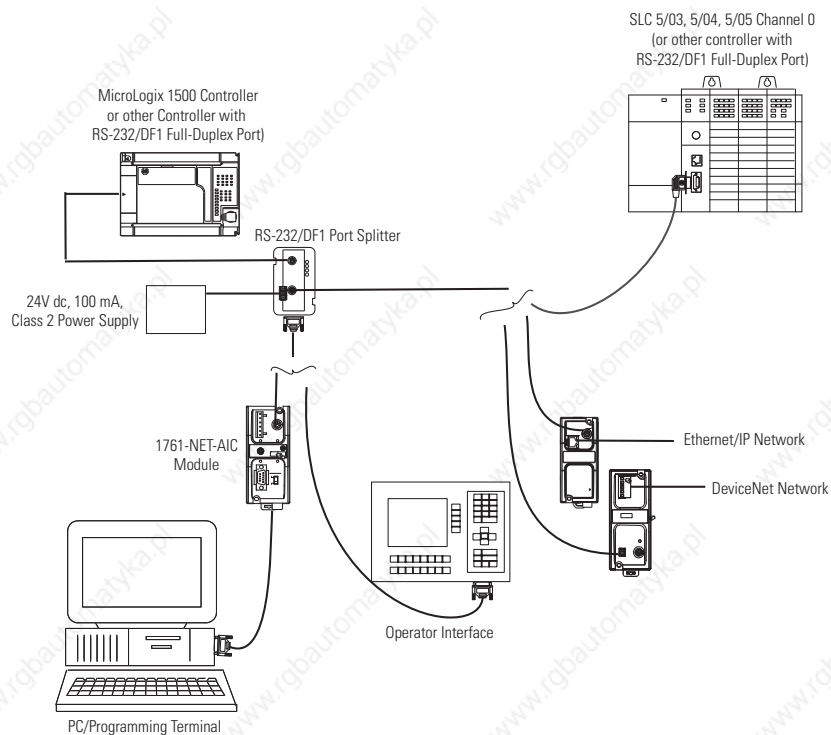 SLC 5/03, 5/04, 5/05 Channel 0
(or other controller with
RS-232/DF1 Full-Duplex Port)
MicroLogix 1500 Controller
or other Controller with
RS-232/DF1 Full-Duplex Port)
RS-232/DF1 Port Splitter
24V dc, 100 mA,
Class 2 Power Supply
1761-NET-AIC
Module
Ethernet/IP Network
DeviceNet Network
Operator Interface
PC/Programming Terminal
www.rgbautomatyka.pl